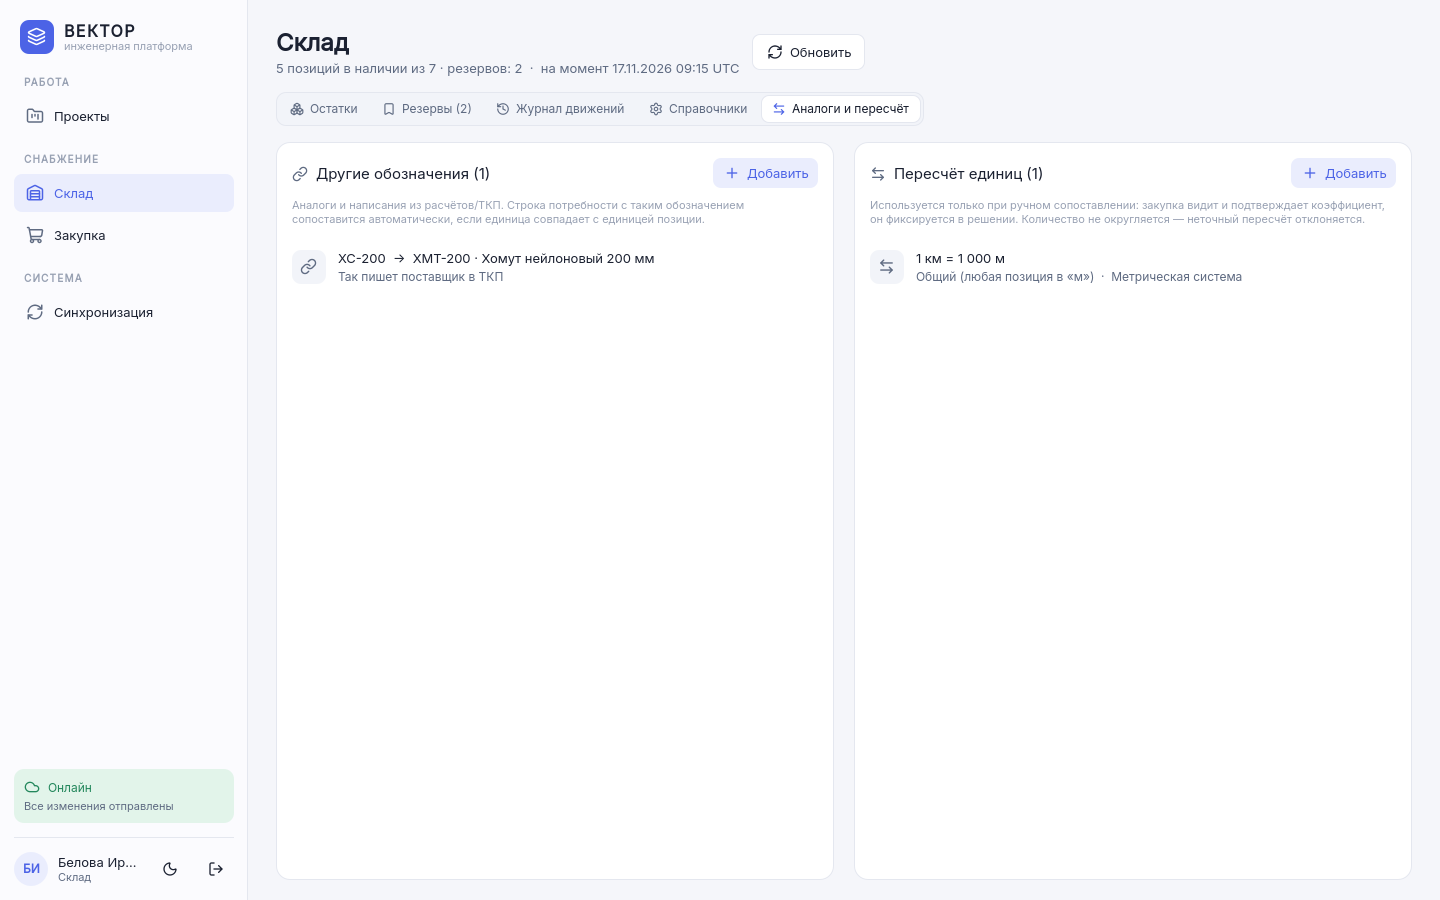 ВЕКТОР
инженерная платформа
РАБОТА
Проекты
СНАБЖЕНИЕ
Склад
Закупка
СИСТЕМА
Синхронизация
Онлайн
Все изменения отправлены
БИ
Белова Ир...
Склад
Склад
5 позиций в наличии из 7 · резервов: 2 · на момент 17.11.2026 09:15 UTC
Обновить
Остатки
Резервы (2)
Журнал движений
Справочники
Аналоги и пересчёт
Другие обозначения (1)
Добавить
Аналоги и написания из расчётов/ТКП. Строка потребности с таким обозначением
сопоставится автоматически, если единица совпадает с единицей позиции.
ХС-200 → ХМТ-200 · Хомут нейлоновый 200 мм
Так пишет поставщик в ТКП
Пересчёт единиц (1)
Добавить
Используется только при ручном сопоставлении: закупка видит и подтверждает коэффициент,
он фиксируется в решении. Количество не округляется — неточный пересчёт отклоняется.
1 км = 1 000 м
Общий (любая позиция в «м») · Метрическая система